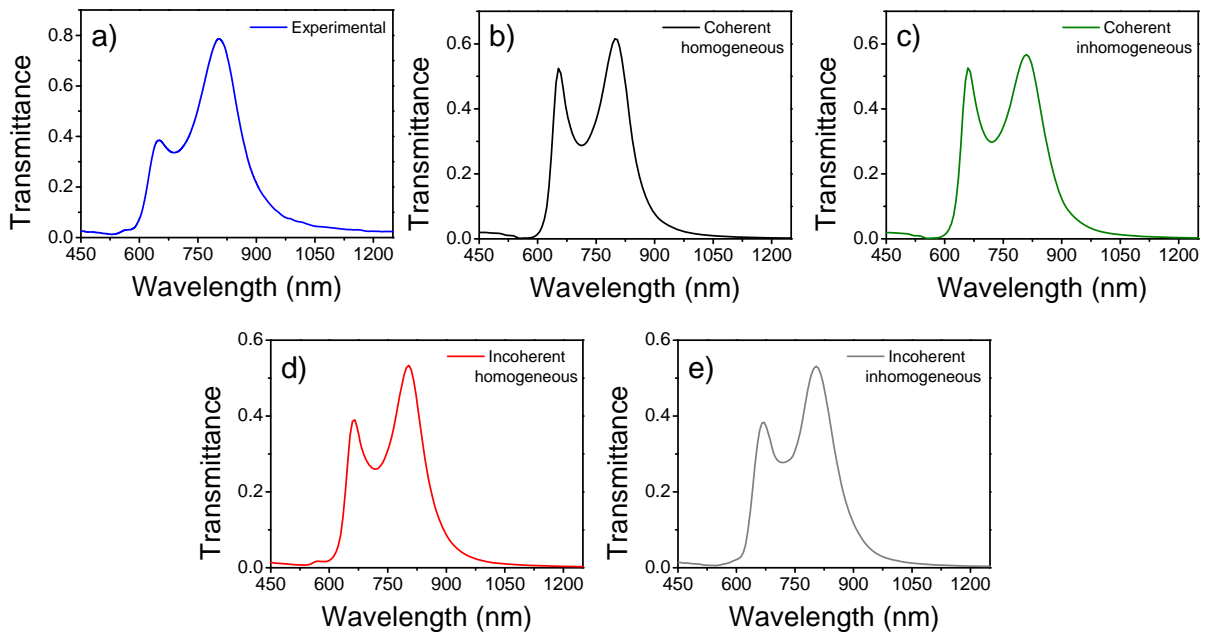 a)
Experimental
0.8
0.6
0.4
0.2
0.0
Transmittance
450 600 750 900 1050 1200
Wavelength (nm)
b)
Coherent
homogeneous
0.6
0.4
0.2
0.0
Transmittance
450 600 750 900 1050 1200
Wavelength (nm)
c)
Coherent
inhomogeneous
0.6
0.4
0.2
0.0
Transmittance
450 600 750 900 1050 1200
Wavelength (nm)
d)
Incoherent
homogeneous
0.6
0.4
0.2
0.0
Transmittance
450 600 750 900 1050 1200
Wavelength (nm)
e)
Incoherent
inhomogeneous
0.6
0.4
0.2
0.0
Transmittance
450 600 750 900 1050 1200
Wavelength (nm)